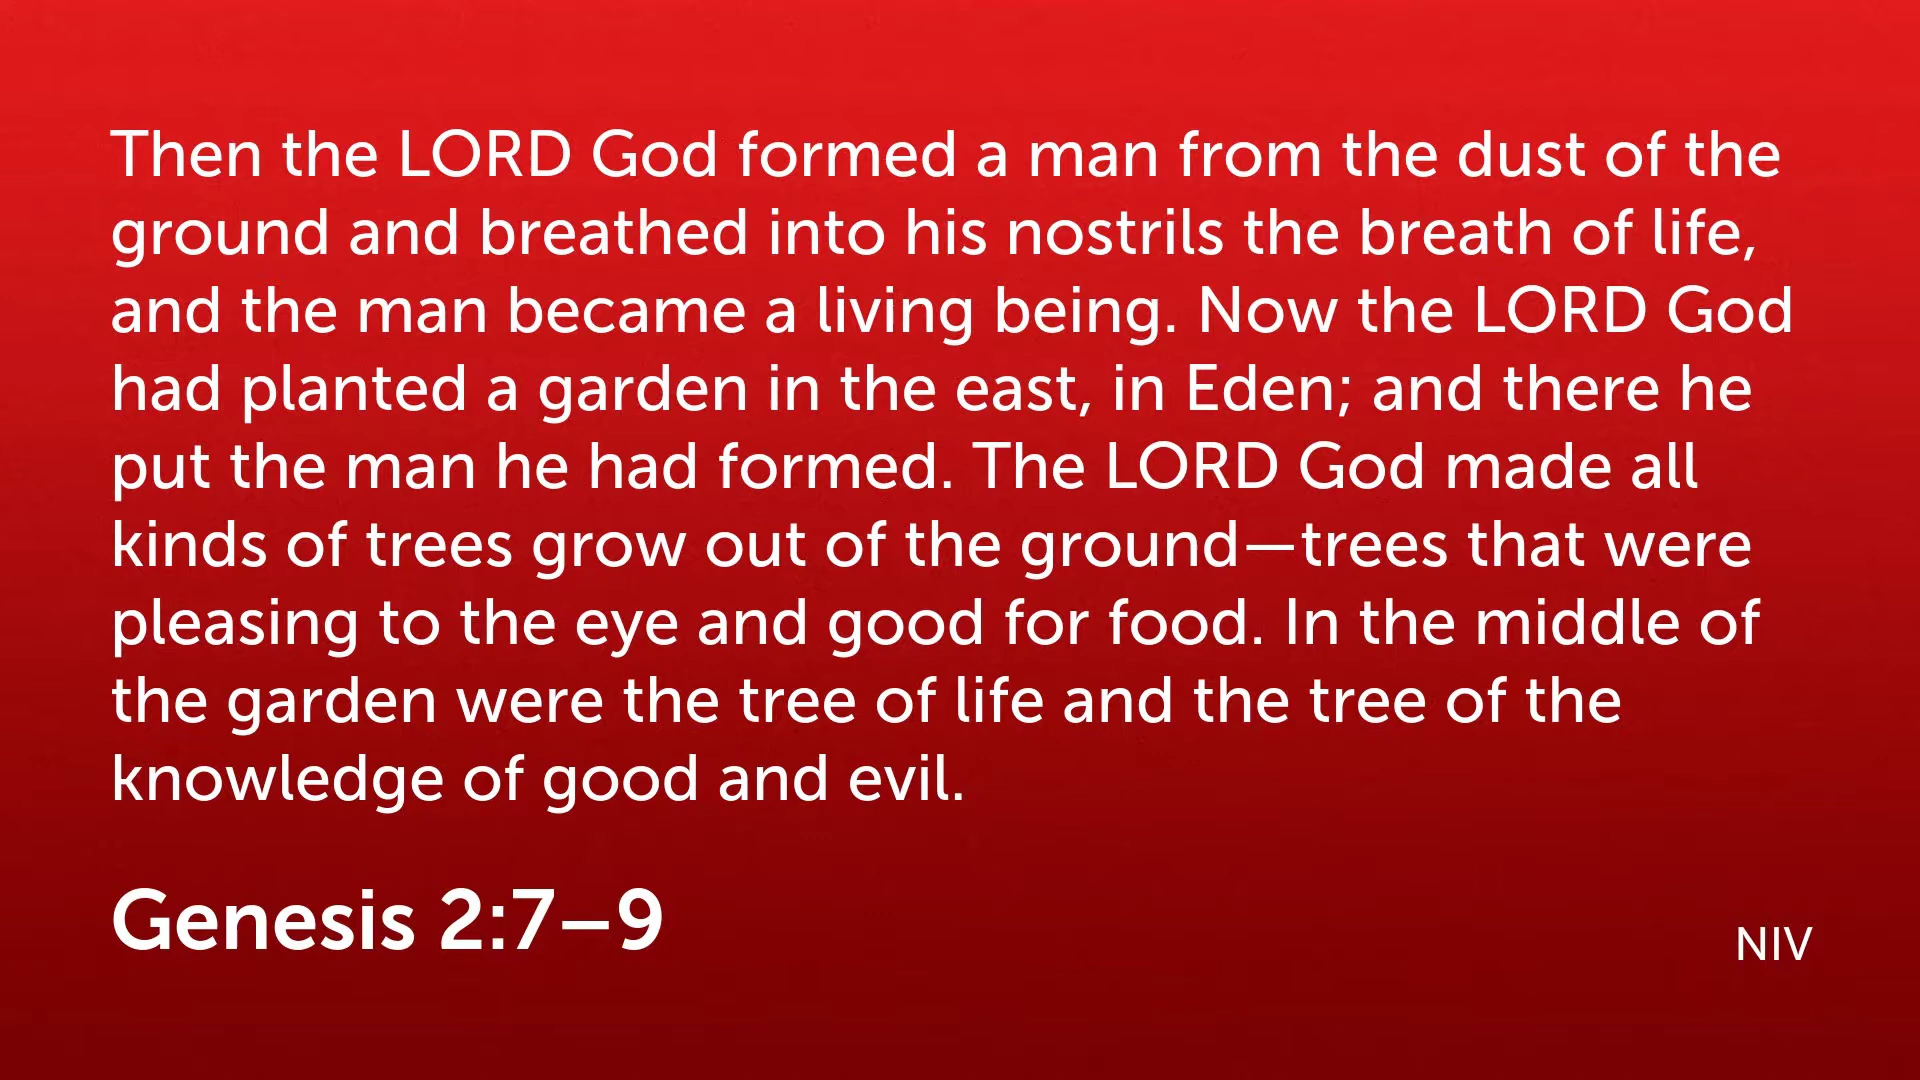 Then the LORD God formed a man from the dust of the
ground and breathed into his nostrils the breath of life,
and the man became a living being. Now the LORD God
had planted a garden in the east, in Eden; and there he
put the man he had formed. The LORD God made all
kinds of trees grow out of the ground—trees that were
pleasing to the eye and good for food. In the middle of
the garden were the tree of life and the tree of the
knowledge of good and evil.
Genesis 2:7–9
NIV